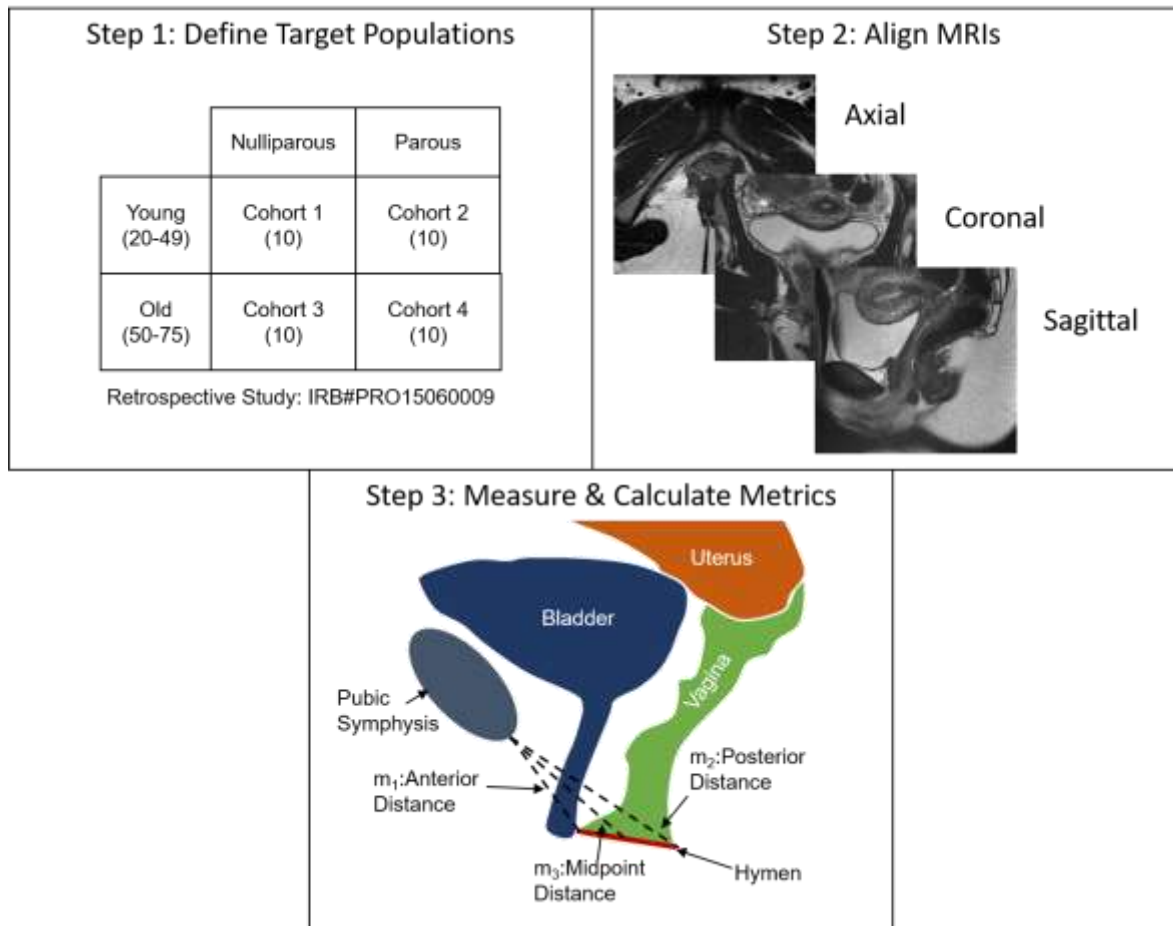 Step 1: Define Target Populations
Nulliparous Parous
Young
(20-49)
Cohort 1
(10)
Cohort 2
(10)
Old
(50-75)
Cohort 3
(10)
Cohort 4
(10)
Retrospective Study: IRB#PRO15060009
Step 2: Align MRIs
Axial
Coronal
Sagittal
Step 3: Measure & Calculate Metrics
Uterus
Bladder
Vagina
Pubic
Symphysis
m₁:Anterior
Distance
m₂:Posterior
Distance
m₃:Midpoint
Distance
Hymen